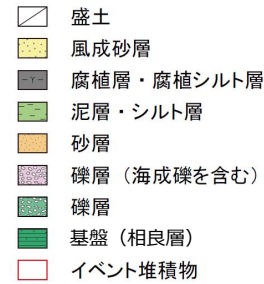 盛土
風成砂層
腐植層・腐植シルト層
泥層・シルト層
砂層
礫層（海成礫を含む）
礫層
基盤（相良層）
イベント堆積物